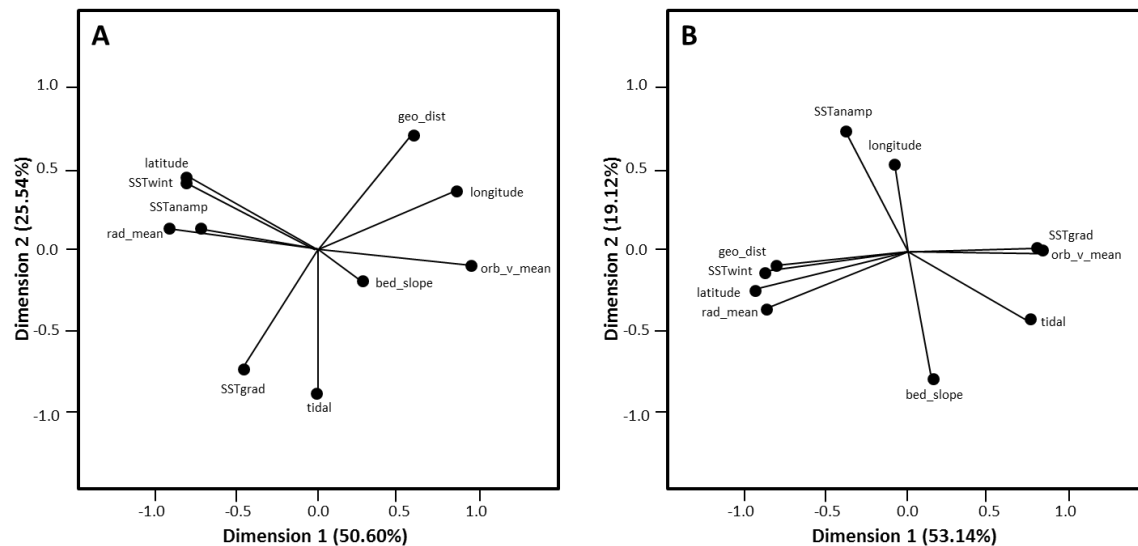 A
1.0
0.5
0.0
-0.5
-1.0
Dimension 2 (25.54%)
geo_dist
latitude
SSTwint
longitude
SSTanamp
rad_mean
orb_v_mean
bed_slope
SSTgrad
tidal
-1.0 -0.5 0.0 0.5 1.0
Dimension 1 (50.60%)
B
1.0
0.5
0.0
-0.5
-1.0
Dimension 2 (19.12%)
SSTanamp
longitude
SSTgrad
geo_dist
orb_v_mean
SSTwint
latitude
rad_mean
tidal
bed_slope
-1.0 -0.5 0.0 0.5 1.0
Dimension 1 (53.14%)